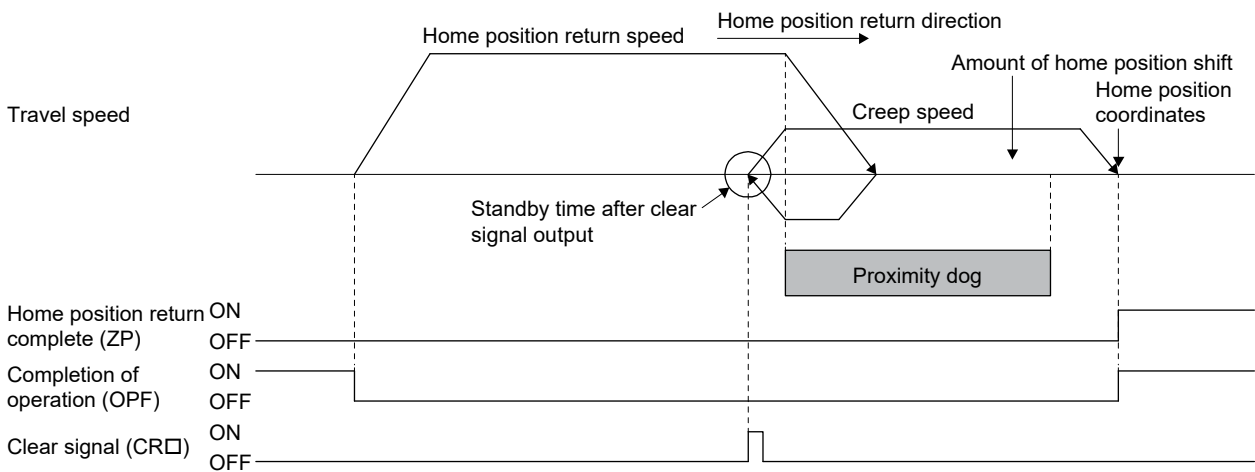 Home position return direction
Home position return speed
Amount of home position shift
Home position
coordinates
Travel speed
Creep speed
Standby time after clear
signal output
Proximity dog
Home position return
complete (ZP)
ON
OFF
Completion of
operation (OPF)
ON
OFF
Clear signal (CR□)
ON
OFF